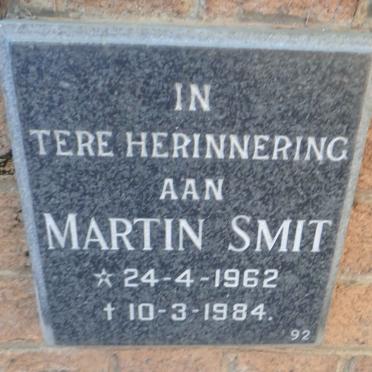 IN
TERE HERINNERING
AAN
MARTIN SMIT
☆ 24-4-1962
† 10-3-1984.
92